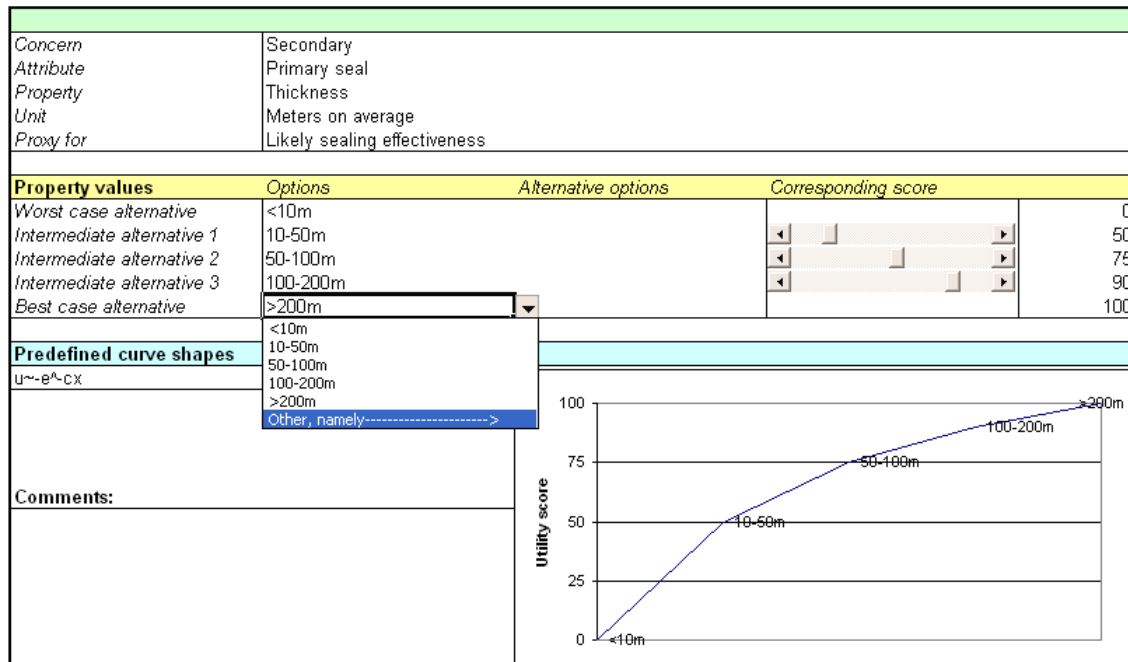 Concern Secondary
Attribute Primary seal
Property Thickness
Unit Meters on average
Proxy for Likely sealing effectiveness
Property values Options Alternative options Corresponding score
Worst case alternative <10m 0
Intermediate alternative 1 10-50m 50
Intermediate alternative 2 50-100m 75
Intermediate alternative 3 100-200m 90
Best case alternative >200m 100
<10m
10-50m
50-100m
100-200m
>200m
Other, namely---------------------->
Predefined curve shapes
u~-e^-cx
Comments:
Utility score
100
75
50
25
0
>200m
100-200m
50-100m
10-50m
<10m